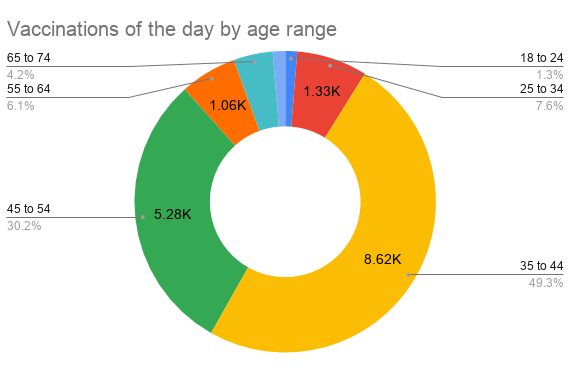 Vaccinations of the day by age range
65 to 74
4.2%
55 to 64
6.1%
45 to 54
30.2%
18 to 24
1.3%
25 to 34
7.6%
35 to 44
49.3%
1.33K
1.06K
5.28K
8.62K